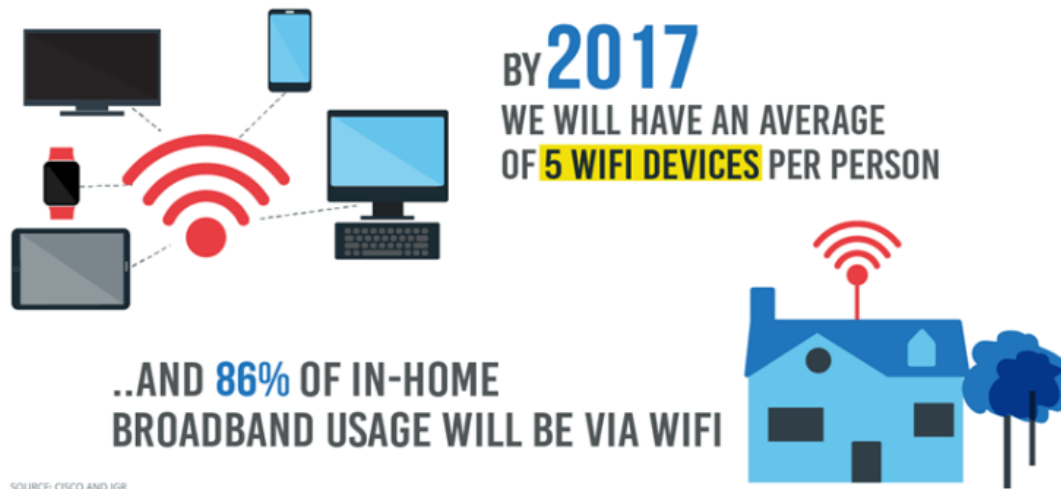 BY 2017
WE WILL HAVE AN AVERAGE
OF 5 WIFI DEVICES PER PERSON
..AND 86% OF IN-HOME
BROADBAND USAGE WILL BE VIA WIFI
SOURCE: CISCO AND IGR